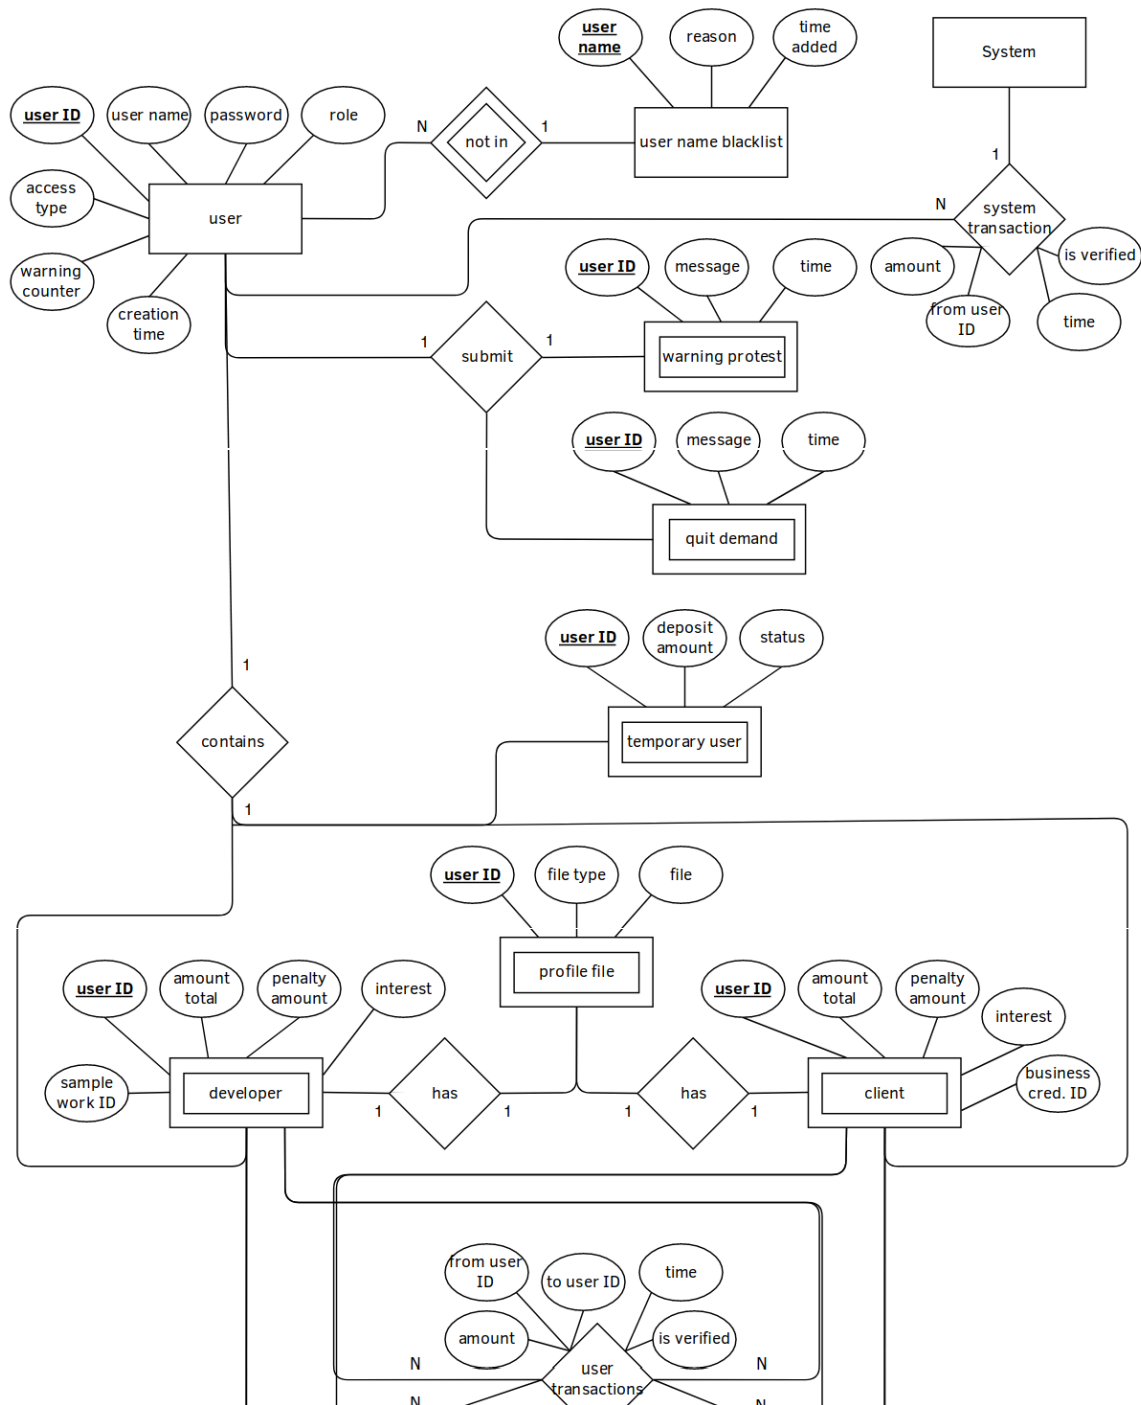 user
name
reason
time
added
System
user ID
user name
password
role
N
not in
1
user name blacklist
1
access
type
user
N
system
transaction
is verified
warning
counter
user ID
message
time
amount
creation
time
from user
ID
time
1
submit
1
warning protest
user ID
message
time
quit demand
user ID
deposit
amount
status
1
contains
temporary user
1
user ID
file type
file
profile file
user ID
amount
total
penalty
amount
interest
user ID
amount
total
penalty
amount
interest
sample
work ID
developer
has
has
client
business
cred. ID
1
1
1
1
from user
ID
to user ID
time
amount
is verified
N
user
transactions
N
N
N